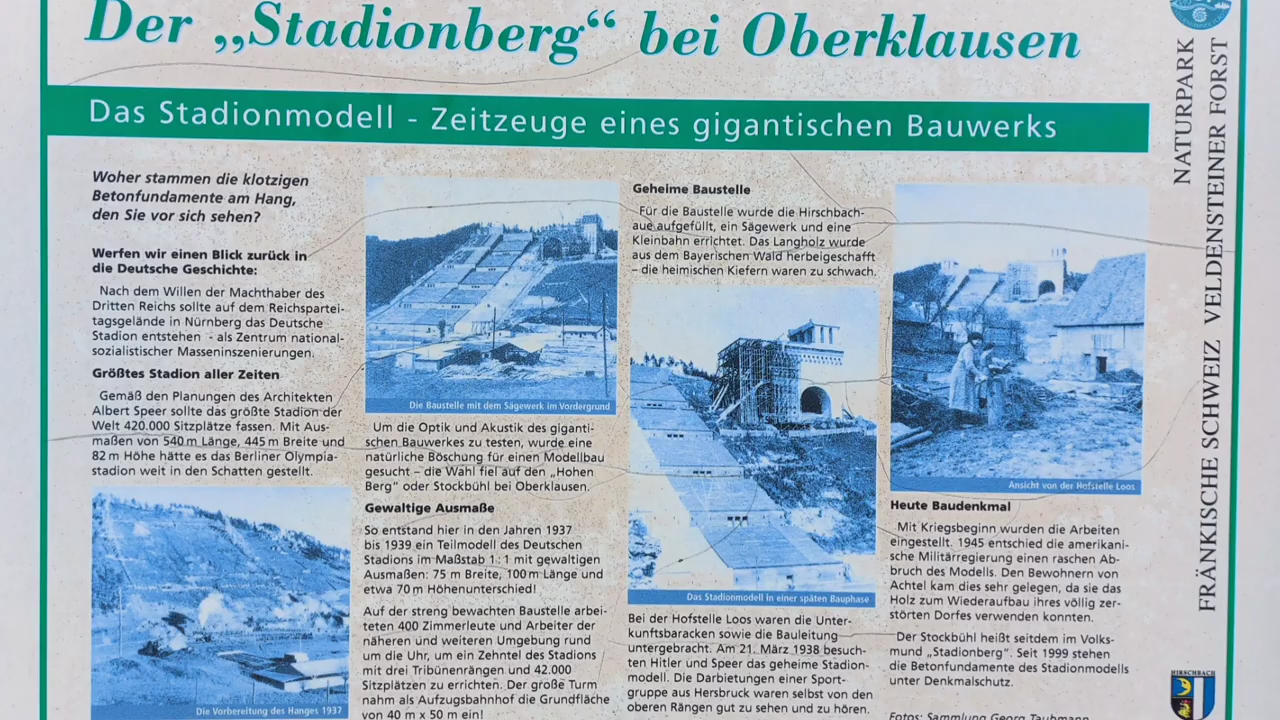 Der „Stadionberg“ bei Oberklausen
Das Stadionmodell - Zeitzeuge eines gigantischen Bauwerks
Woher stammen die klotzigen
Betonfundamente am Hang,
den Sie vor sich sehen?
Werfen wir einen Blick zurück in
die Deutsche Geschichte:
Nach dem Willen der Machthaber des
Dritten Reichs sollte auf dem Reichspartei-
tagsgelände in Nürnberg das Deutsche
Stadion entstehen - als Zentrum national-
sozialistischer Masseninszenierungen.
Größtes Stadion aller Zeiten
Gemäß den Planungen des Architekten
Albert Speer sollte das größte Stadion der
Welt 420.000 Sitzplätze fassen. Mit Aus-
maßen von 540 m Länge, 445 m Breite und
82 m Höhe hätte es das Berliner Olympia-
stadion weit in den Schatten gestellt.
Die Vorbereitung des Hanges 1937
Die Baustelle mit dem Sägewerk im Vordergrund
Um die Optik und Akustik des giganti-
schen Bauwerkes zu testen, wurde eine
natürliche Böschung für einen Modellbau
gesucht – die Wahl fiel auf den „Hohen
Berg“ oder Stockbühl bei Oberklausen.
Gewaltige Ausmaße
So entstand hier in den Jahren 1937
bis 1939 ein Teilmodell des Deutschen
Stadions im Maßstab 1:1 mit gewaltigen
Ausmaßen: 75 m Breite, 100 m Länge und
etwa 70 m Höhenunterschied!
Auf der streng bewachten Baustelle arbei-
teten 400 Zimmerleute und Arbeiter der
näheren und weiteren Umgebung rund
um die Uhr, um ein Zehntel des Stadions
mit drei Tribünenrängen und 42.000
Sitzplätzen zu errichten. Der große Turm
nahm als Aufzugsbahnhof die Grundfläche
von 40 m x 50 m ein!
Geheime Baustelle
Für die Baustelle wurde die Hirschbach-
aue aufgefüllt, ein Sägewerk und eine
Kleinbahn errichtet. Das Langholz wurde
aus dem Bayerischen Wald herbeigeschafft
– die heimischen Kiefern waren zu schwach.
Das Stadionmodell in einer späten Bauphase
Bei der Hofstelle Loos waren die Unter-
kunftsbaracken sowie die Bauleitung
untergebracht. Am 21. März 1938 besuch-
ten Hitler und Speer das geheime Stadion-
modell. Die Darbietungen einer Sport-
gruppe aus Hersbruck waren selbst von den
oberen Rängen gut zu sehen und zu hören.
Ansicht von der Hofstelle Loos
Heute Baudenkmal
Mit Kriegsbeginn wurden die Arbeiten
eingestellt. 1945 entschied die amerikani-
sche Militärregierung einen raschen Ab-
bruch des Modells. Den Bewohnern von
Achtel kam dies sehr gelegen, da sie das
Holz zum Wiederaufbau ihres völlig zer-
störten Dorfes verwenden konnten.
Der Stockbühl heißt seitdem im Volks-
mund „Stadionberg“. Seit 1999 stehen
die Betonfundamente des Stadionmodells
unter Denkmalschutz.
Fotos: Sammlung Georg Taubmann
NATURPARK
FRÄNKISCHE SCHWEIZ VELDENSTEINER FORST
HIRSCHBACH